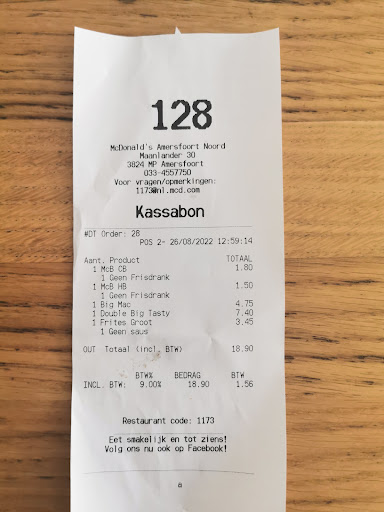 128
McDonald's Amersfoort Noord
Maanlander 30
3824 MP Amersfoort
033-4557750
Voor vragen/opmerkingen:
1173@nl.mcd.com
Kassabon
#DT Order: 28
POS 2- 26/08/2022 12:59:14
Aant. Product TOTAAL
1 McB CB 1.80
1 Geen Frisdrank
1 McB HB 1.50
1 Geen Frisdrank
1 Big Mac 4.75
1 Double Big Tasty 7.40
1 Frites Groot 3.45
1 Geen saus
OUT Totaal (incl. BTW) 18.90
BTW% BEDRAG BTW
INCL. BTW: 9.00% 18.90 1.56
Restaurant code: 1173
Eet smakelijk en tot ziens!
Volg ons nu ook op Facebook!